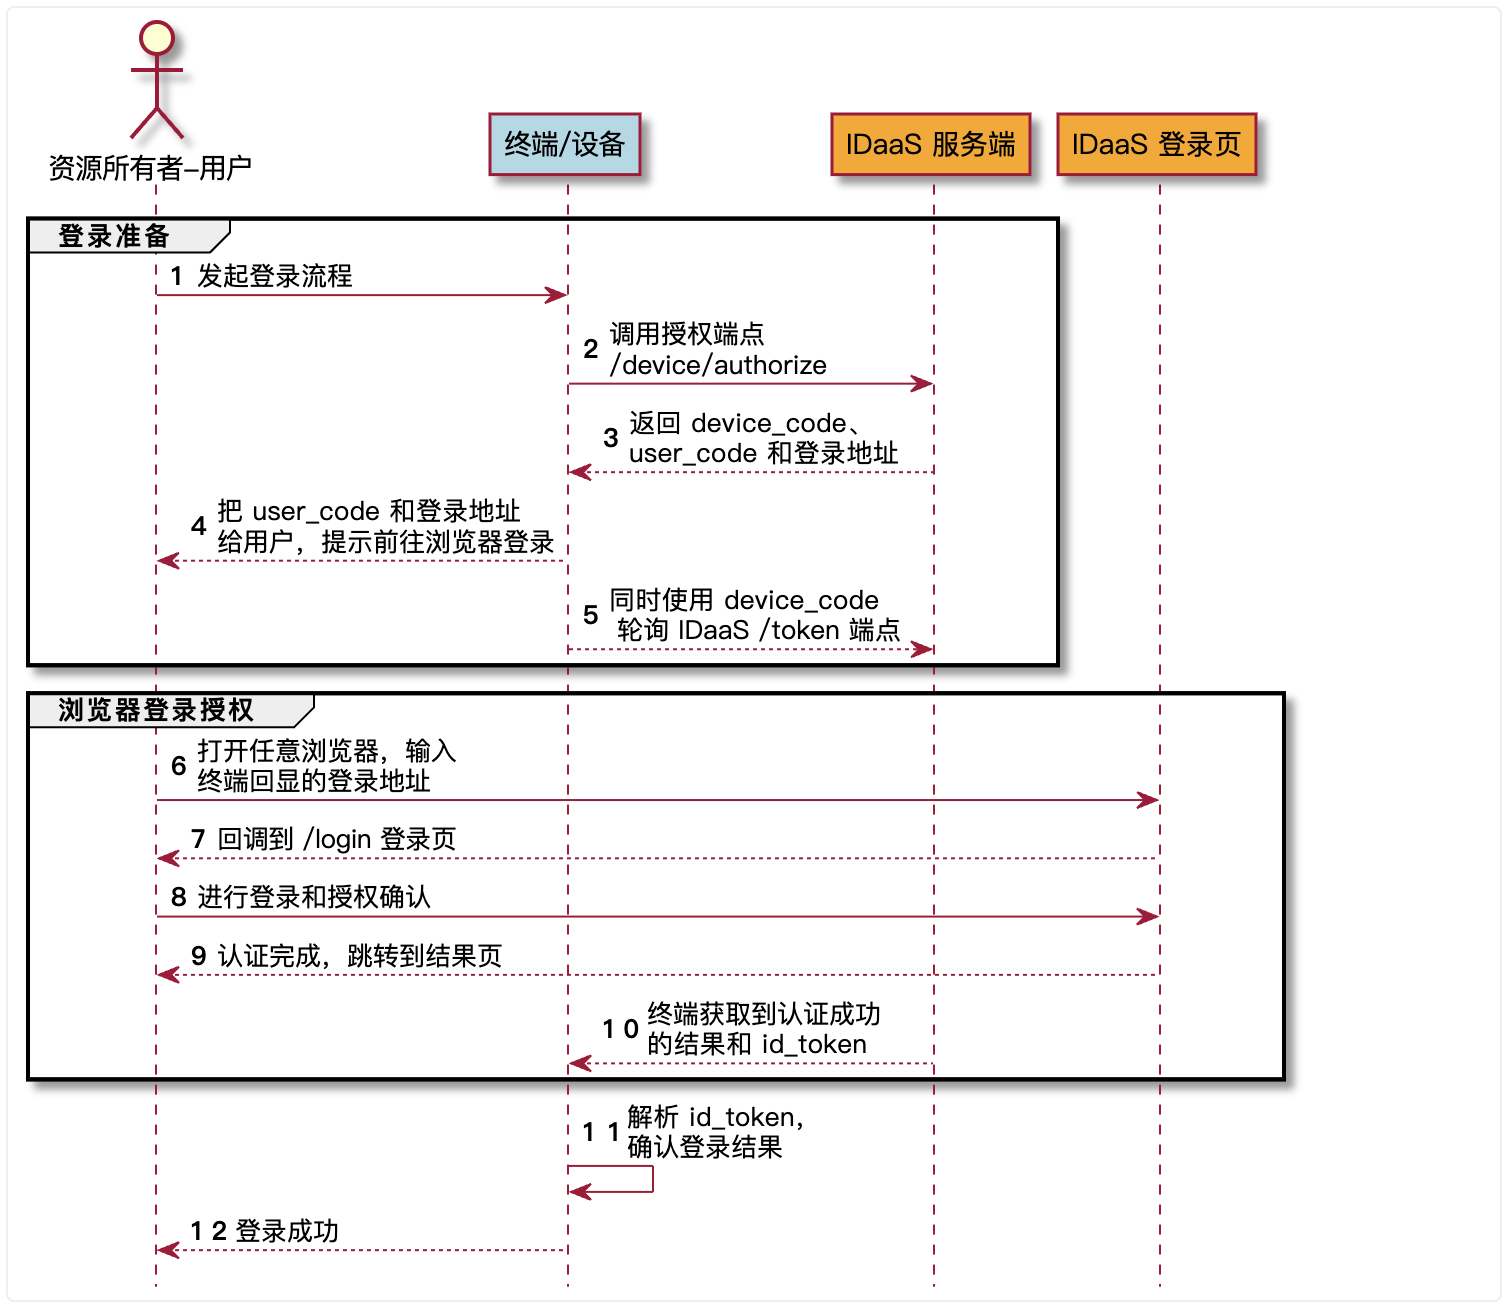 资源所有者-用户
终端/设备
IDaaS 服务端
IDaaS 登录页
登录准备
1 发起登录流程
2 调用授权端点
/device/authorize
3 返回 device_code、
user_code 和登录地址
4 把 user_code 和登录地址
给用户，提示前往浏览器登录
5 同时使用 device_code
轮询 IDaaS /token 端点
浏览器登录授权
6 打开任意浏览器，输入
终端回显的登录地址
7 回调到 /login 登录页
8 进行登录和授权确认
9 认证完成，跳转到结果页
10 终端获取到认证成功
的结果和 id_token
11 解析 id_token，
确认登录结果
12 登录成功